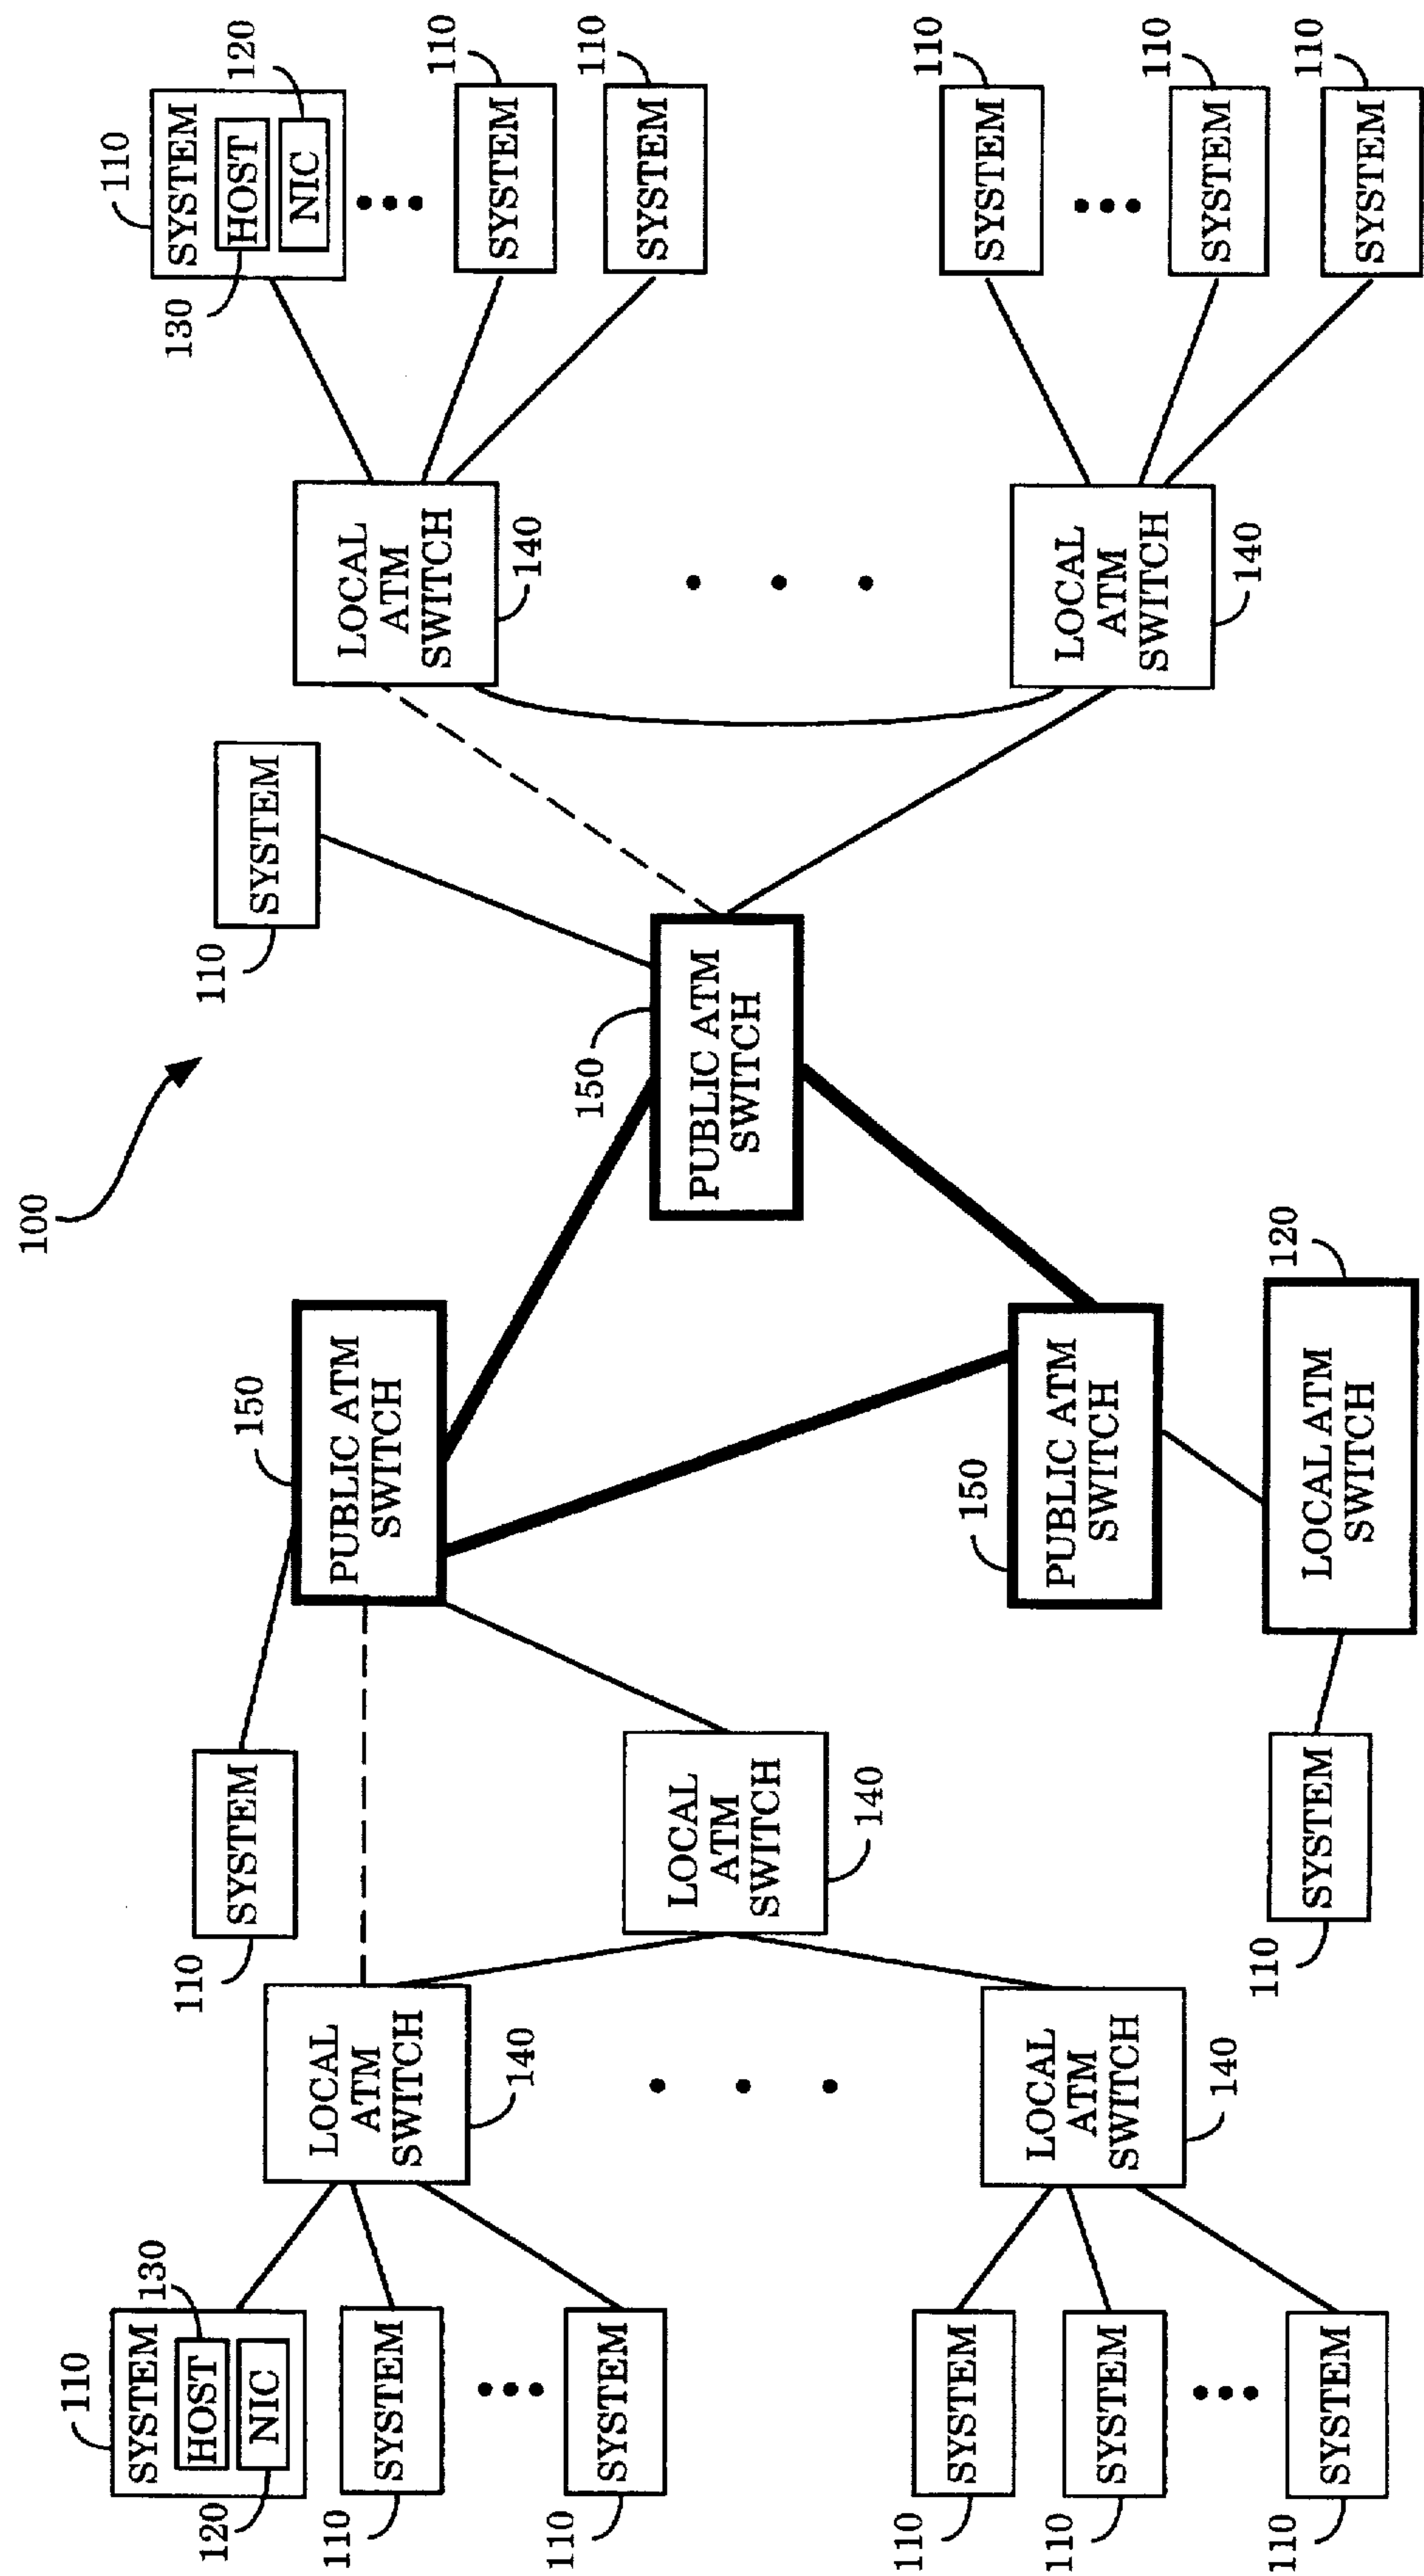 100
110
SYSTEM
HOST
NIC
130
120
110
SYSTEM
110
SYSTEM
LOCAL
ATM
SWITCH
140
110
SYSTEM
110
SYSTEM
110
SYSTEM
LOCAL
ATM
SWITCH
140
LOCAL
ATM
SWITCH
140
110
SYSTEM
150
PUBLIC ATM
SWITCH
150
PUBLIC ATM
SWITCH
120
LOCAL ATM
SWITCH
110
SYSTEM
150
PUBLIC ATM
SWITCH
110
SYSTEM
LOCAL
ATM
SWITCH
140
LOCAL
ATM
SWITCH
140
110
SYSTEM
HOST
NIC
130
120
SYSTEM
110
SYSTEM
110
SYSTEM
110
SYSTEM
110
SYSTEM
110